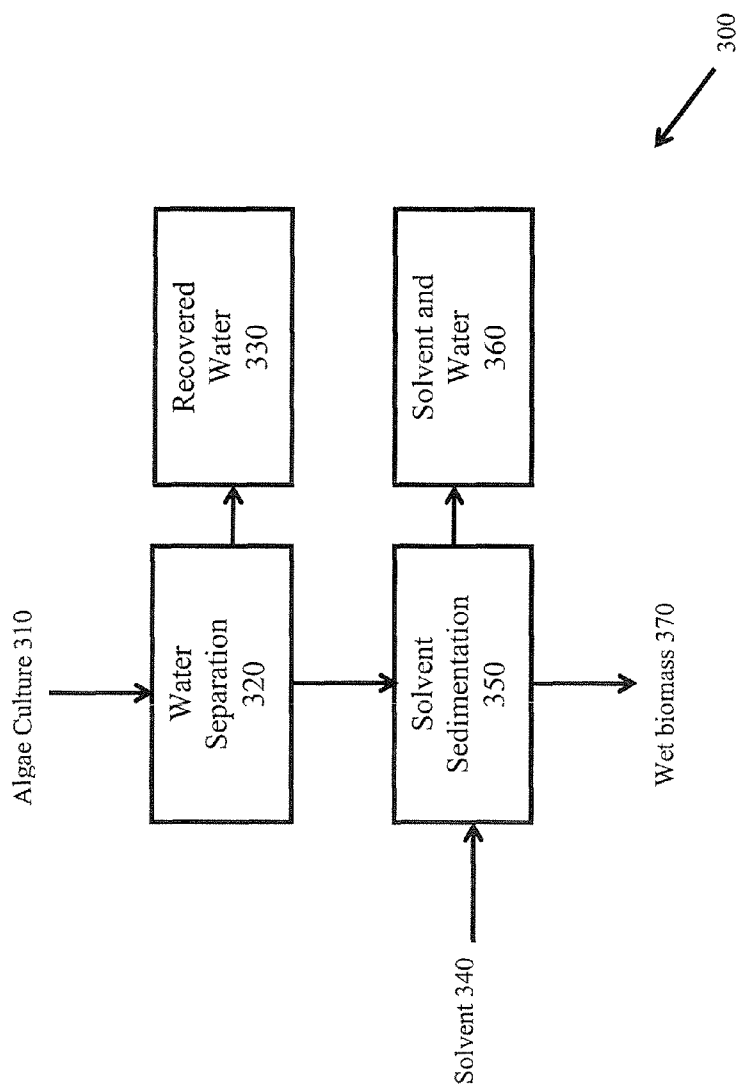 Algae Culture 310
Water
Separation
320
Recovered
Water
330
Solvent 340
Solvent
Sedimentation
350
Solvent and
Water
360
Wet biomass 370
300